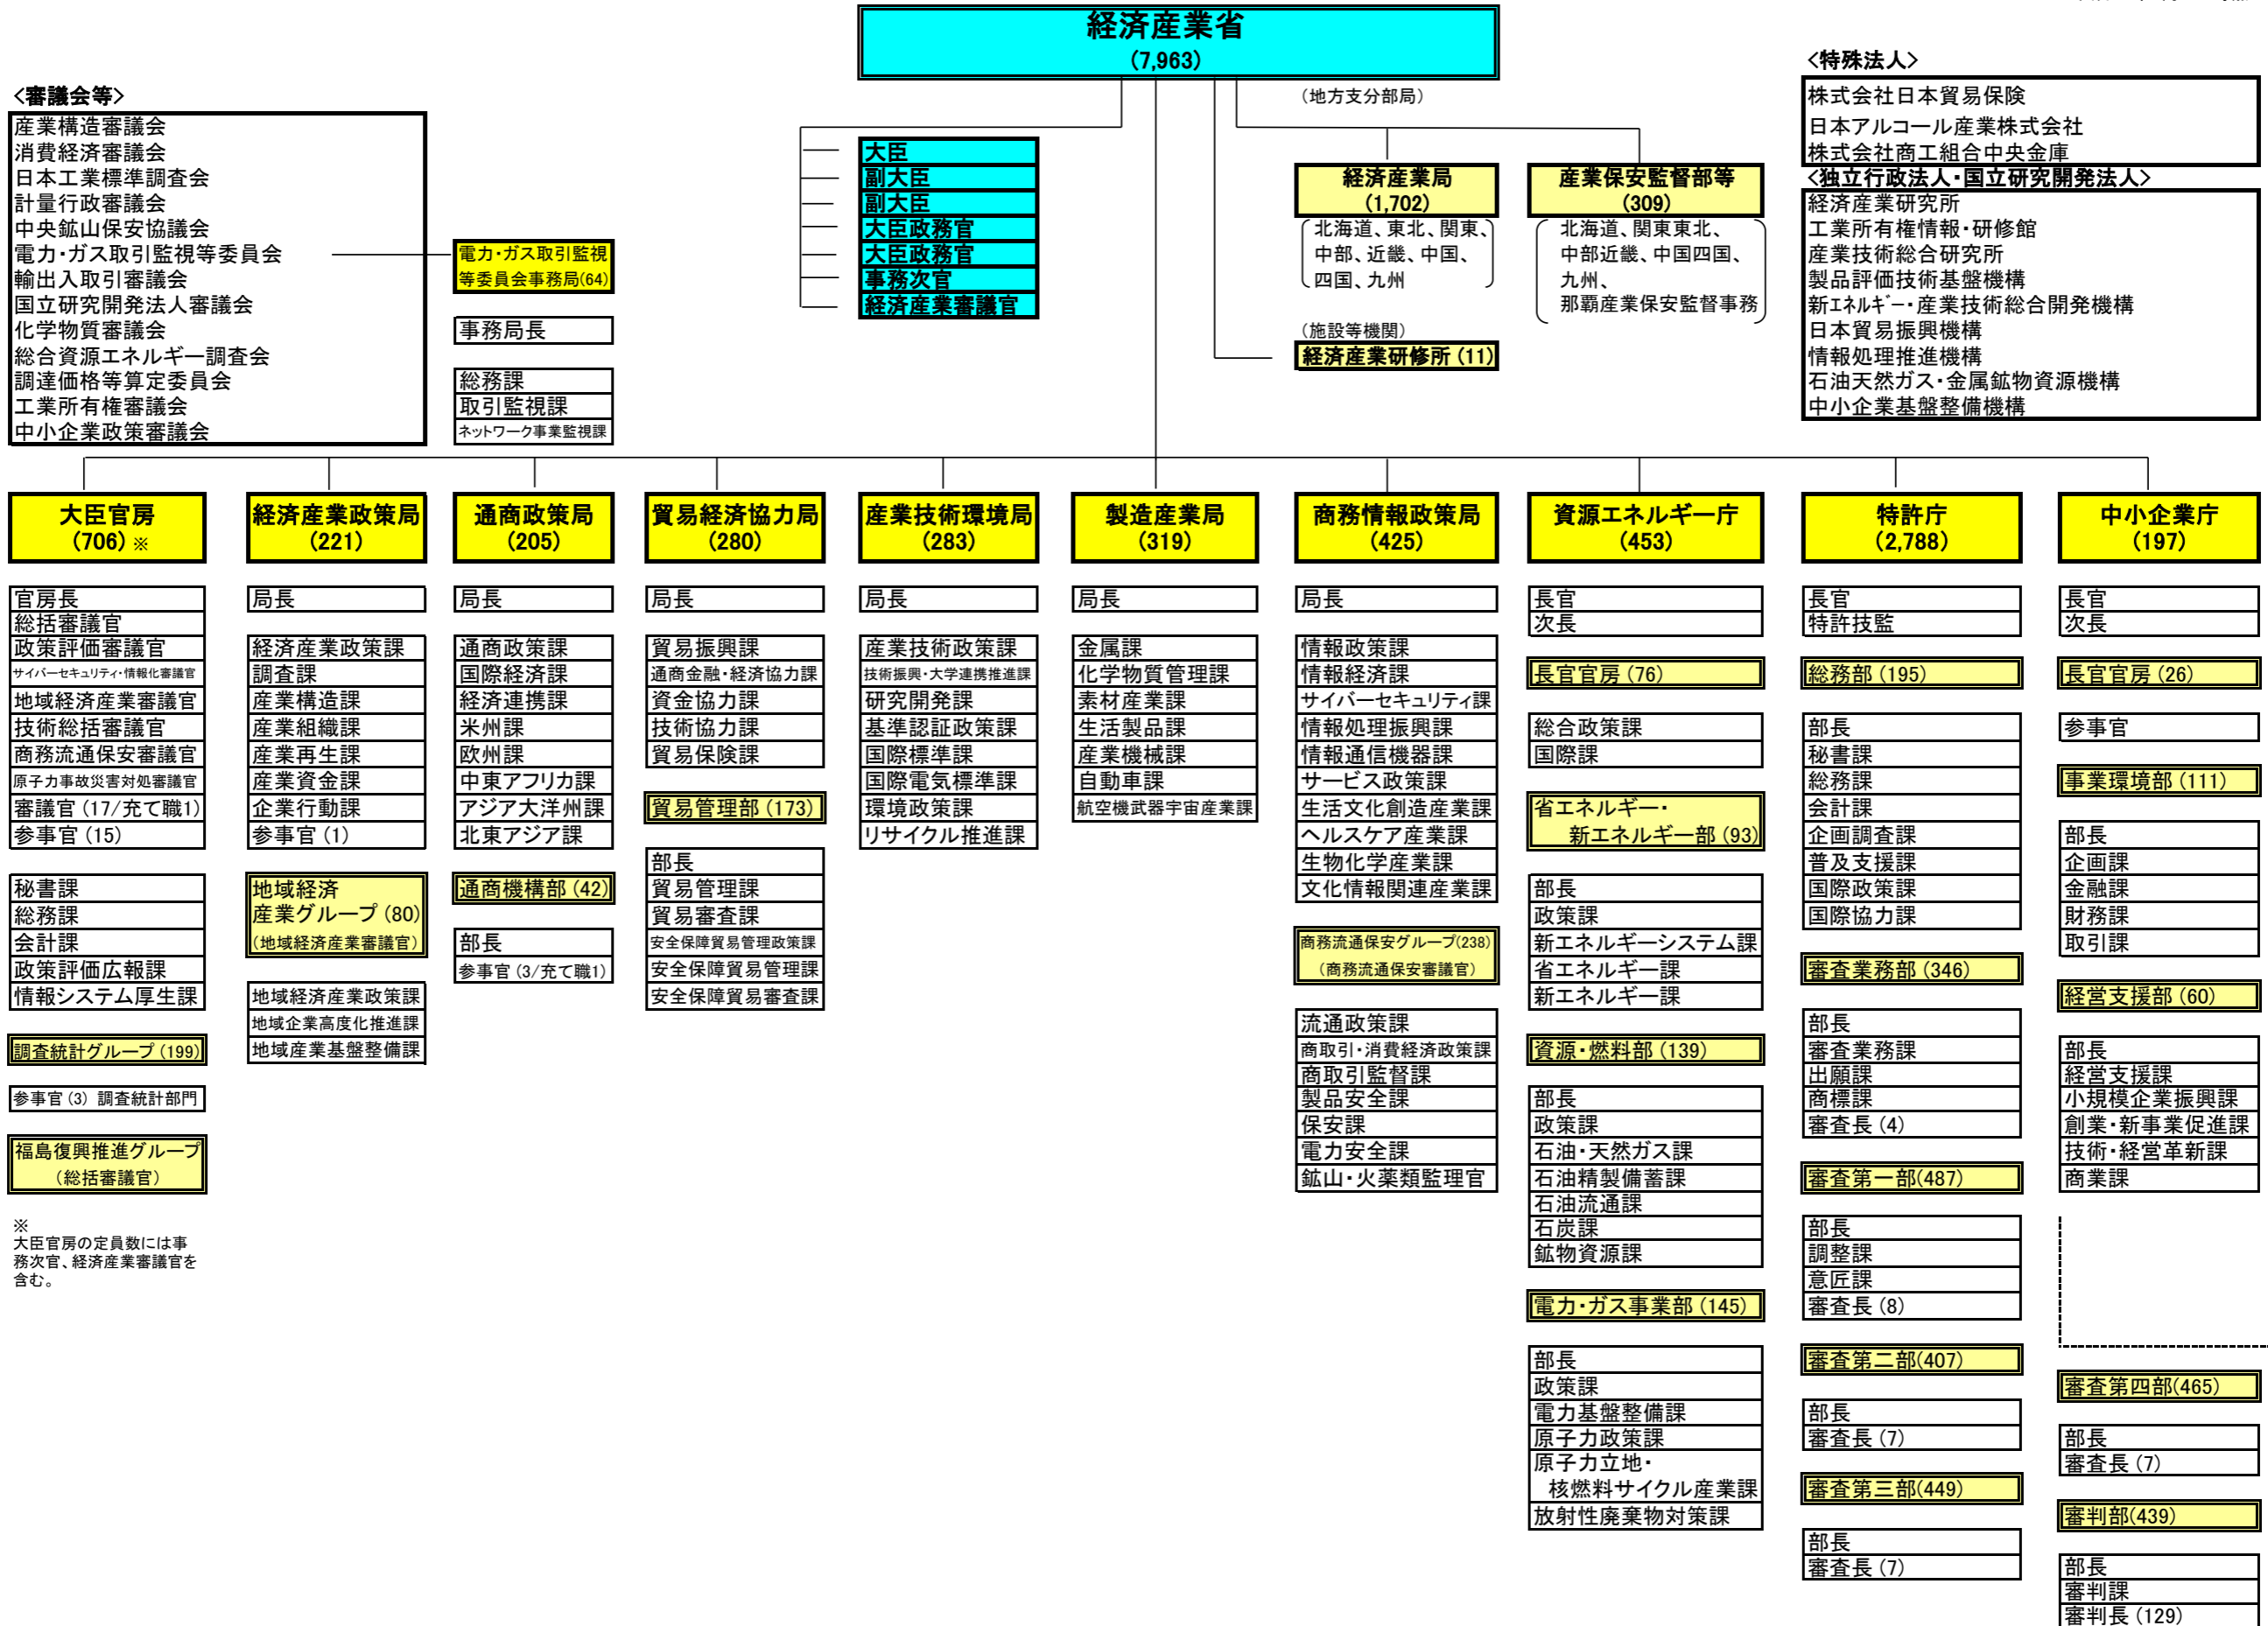 経済産業省
(7,963)
<審議会等>
産業構造審議会
消費経済審議会
日本工業標準調査会
計量行政審議会
中央鉱山保安協議会
電力・ガス取引監視等委員会
輸出入取引審議会
国立研究開発法人審議会
化学物質審議会
総合資源エネルギー調査会
調達価格等算定委員会
工業所有権審議会
中小企業政策審議会
電力・ガス取引監視
等委員会事務局(64)
事務局長
総務課
取引監視課
ネットワーク事業監視課
大臣
副大臣
副大臣
大臣政務官
大臣政務官
事務次官
経済産業審議官
(地方支分部局)
経済産業局
(1,702)
北海道、東北、関東、
中部、近畿、中国、
四国、九州
産業保安監督部等
(309)
北海道、関東東北、
中部近畿、中国四国、
九州、
那覇産業保安監督事務
(施設等機関)
経済産業研修所 (11)
<特殊法人>
株式会社日本貿易保険
日本アルコール産業株式会社
株式会社商工組合中央金庫
<独立行政法人・国立研究開発法人>
経済産業研究所
工業所有権情報・研修館
産業技術総合研究所
製品評価技術基盤機構
新エネルギー・産業技術総合開発機構
日本貿易振興機構
情報処理推進機構
石油天然ガス・金属鉱物資源機構
中小企業基盤整備機構
大臣官房
(706) ※
官房長
総括審議官
政策評価審議官
サイバーセキュリティ・情報化審議官
地域経済産業審議官
技術総括審議官
商務流通保安審議官
原子力事故災害対処審議官
審議官 (17/充て職1)
参事官 (15)
秘書課
総務課
会計課
政策評価広報課
情報システム厚生課
調査統計グループ (199)
参事官 (3) 調査統計部門
福島復興推進グループ
(総括審議官)
※
大臣官房の定員数には事
務次官、経済産業審議官を
含む。
経済産業政策局
(221)
局長
経済産業政策課
調査課
産業構造課
産業組織課
産業再生課
産業資金課
企業行動課
参事官 (1)
地域経済
産業グループ (80)
(地域経済産業審議官)
地域経済産業政策課
地域企業高度化推進課
地域産業基盤整備課
通商政策局
(205)
局長
通商政策課
国際経済課
経済連携課
米州課
欧州課
中東アフリカ課
アジア大洋州課
北東アジア課
通商機構部 (42)
部長
参事官 (3/充て職1)
貿易経済協力局
(280)
局長
貿易振興課
通商金融・経済協力課
資金協力課
技術協力課
貿易保険課
貿易管理部 (173)
部長
貿易管理課
貿易審査課
安全保障貿易管理政策課
安全保障貿易管理課
安全保障貿易審査課
産業技術環境局
(283)
局長
産業技術政策課
技術振興・大学連携推進課
研究開発課
基準認証政策課
国際標準課
国際電気標準課
環境政策課
リサイクル推進課
製造産業局
(319)
局長
金属課
化学物質管理課
素材産業課
生活製品課
産業機械課
自動車課
航空機武器宇宙産業課
商務情報政策局
(425)
局長
情報政策課
情報経済課
サイバーセキュリティ課
情報処理振興課
情報通信機器課
サービス政策課
生活文化創造産業課
ヘルスケア産業課
生物化学産業課
文化情報関連産業課
商務流通保安グループ(238)
(商務流通保安審議官)
流通政策課
商取引・消費経済政策課
商取引監督課
製品安全課
保安課
電力安全課
鉱山・火薬類監理官
資源エネルギー庁
(453)
長官
次長
長官官房 (76)
総合政策課
国際課
省エネルギー・
新エネルギー部 (93)
部長
政策課
新エネルギーシステム課
省エネルギー課
新エネルギー課
資源・燃料部 (139)
部長
政策課
石油・天然ガス課
石油精製備蓄課
石油流通課
石炭課
鉱物資源課
電力・ガス事業部 (145)
部長
政策課
電力基盤整備課
原子力政策課
原子力立地・
核燃料サイクル産業課
放射性廃棄物対策課
特許庁
(2,788)
長官
特許技監
総務部 (195)
部長
秘書課
総務課
会計課
企画調査課
普及支援課
国際政策課
国際協力課
審査業務部 (346)
部長
審査業務課
出願課
商標課
審査長 (4)
審査第一部(487)
部長
調整課
意匠課
審査長 (8)
審査第二部(407)
部長
審査長 (7)
審査第三部(449)
部長
審査長 (7)
中小企業庁
(197)
長官
次長
長官官房 (26)
参事官
事業環境部 (111)
部長
企画課
金融課
財務課
取引課
経営支援部 (60)
部長
経営支援課
小規模企業振興課
創業・新事業促進課
技術・経営革新課
商業課
審査第四部(465)
部長
審査長 (7)
審判部(439)
部長
審判課
審判長 (129)